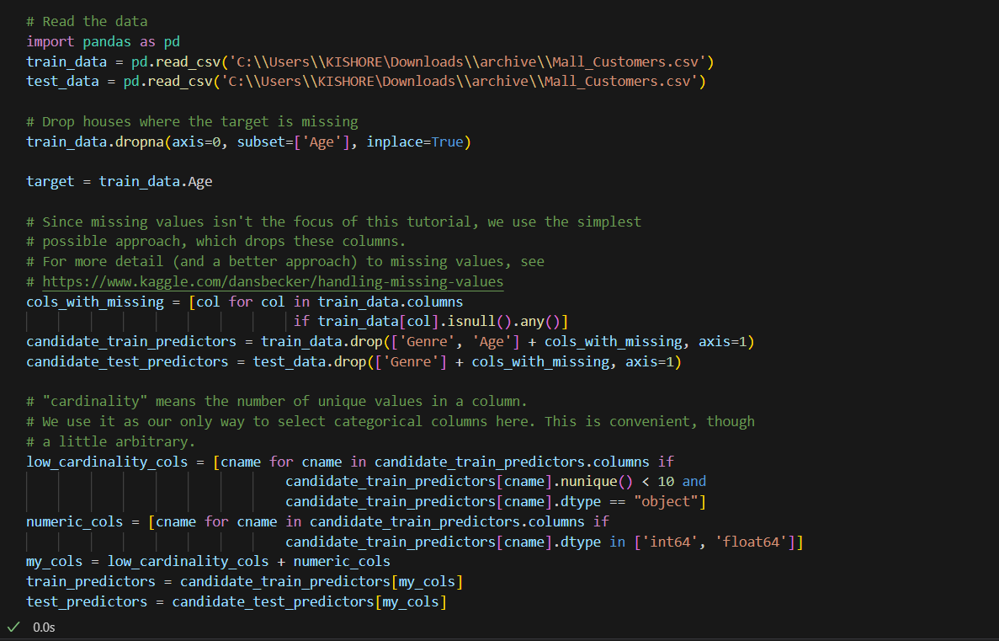 # Read the data
import pandas as pd
train_data = pd.read_csv('C:\\Users\\KISHORE\Downloads\\archive\\Mall_Customers.csv')
test_data = pd.read_csv('C:\\Users\\KISHORE\Downloads\\archive\\Mall_Customers.csv')
# Drop houses where the target is missing
train_data.dropna(axis=0, subset=['Age'], inplace=True)
target = train_data.Age
# Since missing values isn't the focus of this tutorial, we use the simplest
# possible approach, which drops these columns.
# For more detail (and a better approach) to missing values, see
# https://www.kaggle.com/dansbecker/handling-missing-values
cols_with_missing = [col for col in train_data.columns
if train_data[col].isnull().any()]
candidate_train_predictors = train_data.drop(['Genre', 'Age'] + cols_with_missing, axis=1)
candidate_test_predictors = test_data.drop(['Genre'] + cols_with_missing, axis=1)
# "cardinality" means the number of unique values in a column.
# We use it as our only way to select categorical columns here. This is convenient, though
# a little arbitrary.
low_cardinality_cols = [cname for cname in candidate_train_predictors.columns if
candidate_train_predictors[cname].nunique() < 10 and
candidate_train_predictors[cname].dtype == "object"]
numeric_cols = [cname for cname in candidate_train_predictors.columns if
candidate_train_predictors[cname].dtype in ['int64', 'float64']]
my_cols = low_cardinality_cols + numeric_cols
train_predictors = candidate_train_predictors[my_cols]
test_predictors = candidate_test_predictors[my_cols]
0.0s